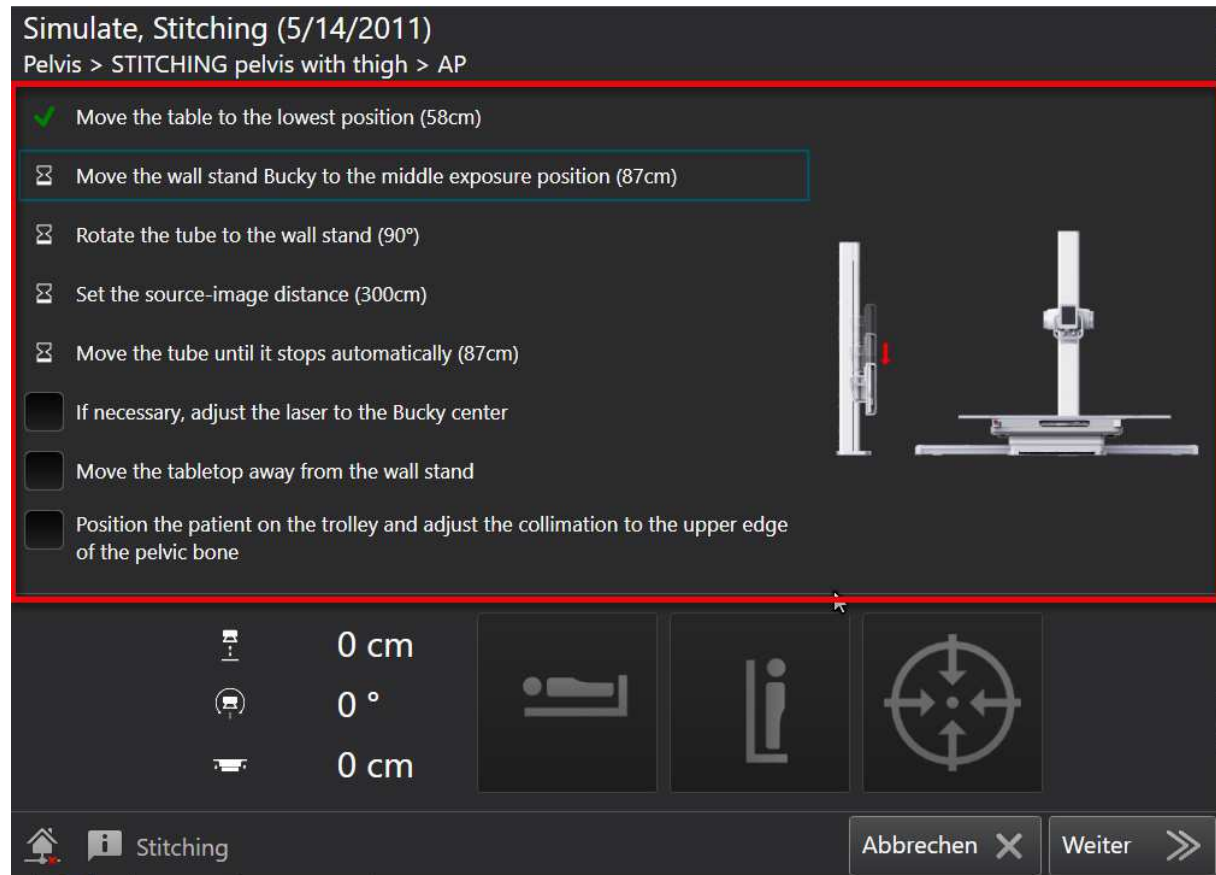 Simulate, Stitching (5/14/2011)
Pelvis > STITCHING pelvis with thigh > AP
Move the table to the lowest position (58cm)
Move the wall stand Bucky to the middle exposure position (87cm)
Rotate the tube to the wall stand (90°)
Set the source-image distance (300cm)
Move the tube until it stops automatically (87cm)
If necessary, adjust the laser to the Bucky center
Move the tabletop away from the wall stand
Position the patient on the trolley and adjust the collimation to the upper edge
of the pelvic bone
0 cm
0 °
0 cm
Stitching
Abbrechen
Weiter